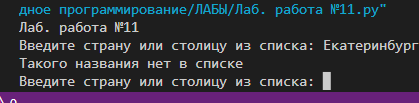 дное программирование/ЛАБЫ/Лаб. работа №11.py"
Лаб. работа №11
Введите страну или столицу из списка: Екатеринбург
Такого названия нет в списке
Введите страну или столицу из списка: